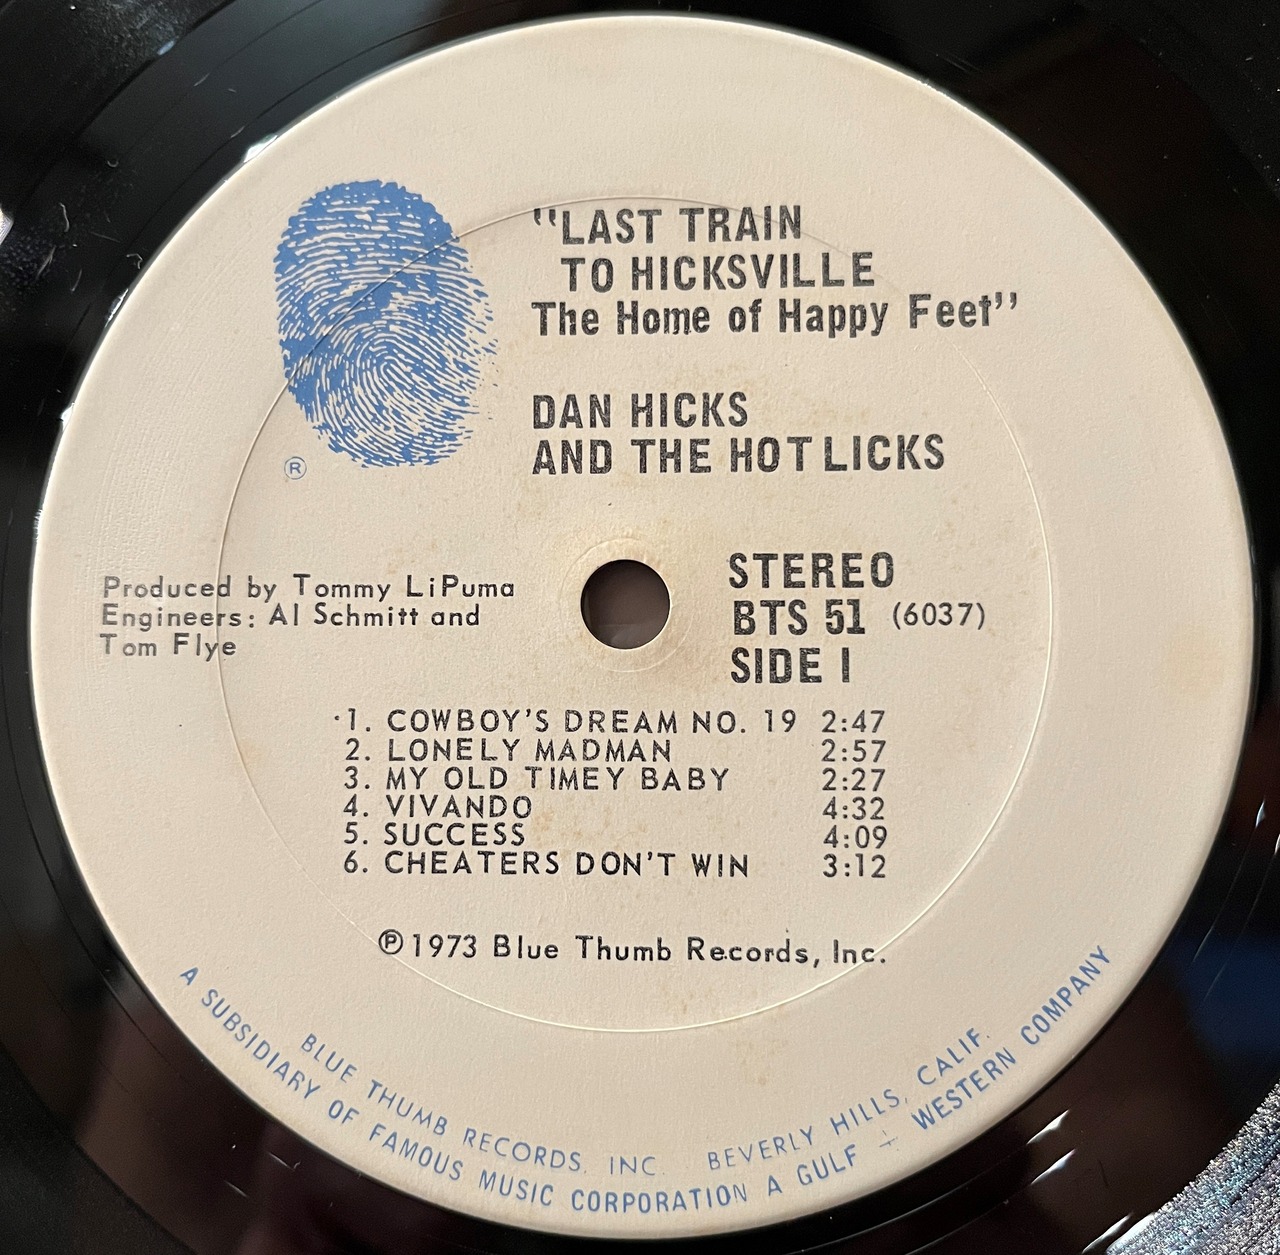 "LAST TRAIN
TO HICKSVILLE
The Home of Happy Feet"
DAN HICKS
AND THE HOT LICKS
®
Produced by Tommy LiPuma
Engineers: Al Schmitt and
Tom Flye
STEREO
BTS 51 (6037)
SIDE I
1. COWBOY'S DREAM NO. 19 2:47
2. LONELY MADMAN 2:57
3. MY OLD TIMEY BABY 2:27
4. VIVANDO 4:32
5. SUCCESS 4:09
6. CHEATERS DON'T WIN 3:12
℗1973 Blue Thumb Records, Inc.
BLUE THUMB RECORDS, INC. BEVERLY HILLS, CALIF.
A SUBSIDIARY OF FAMOUS MUSIC CORPORATION A GULF + WESTERN COMPANY